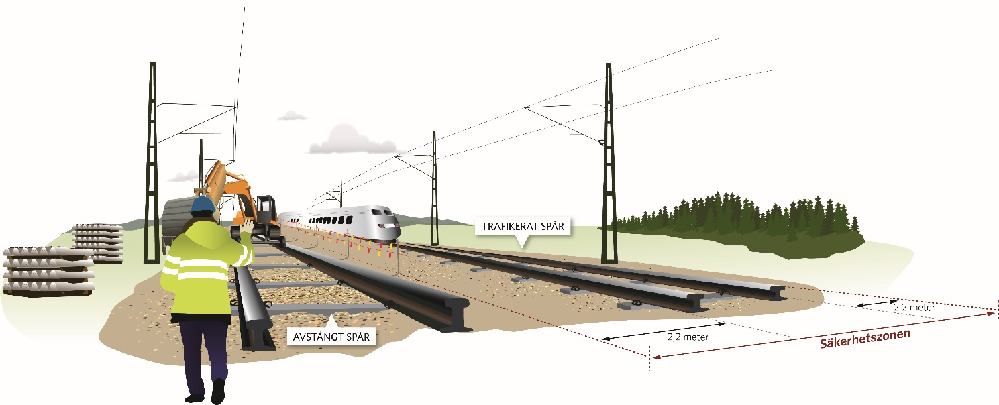 TRAFIKERAT SPÅR
2,2 meter
AVSTÄNGT SPÅR
2,2 meter
Säkerhetszonen